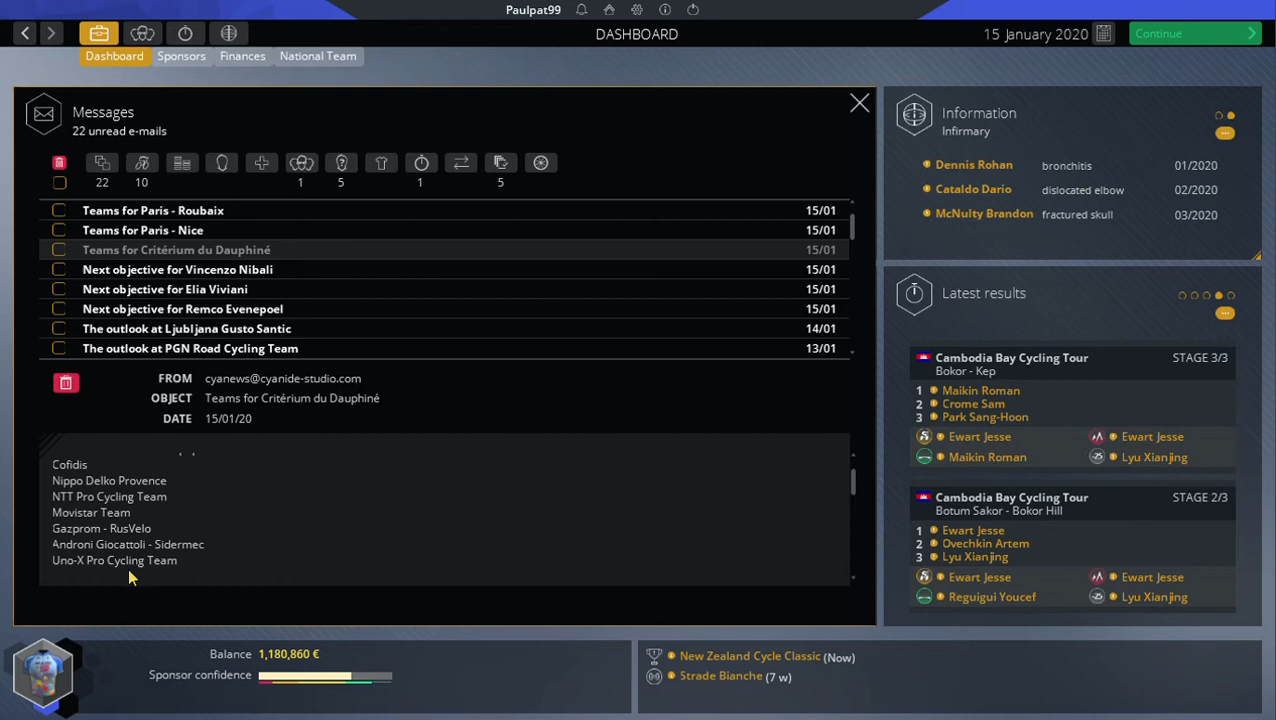 Paulpat99
DASHBOARD
15 January 2020
Continue
Dashboard
Sponsors
Finances
National Team
Messages
22 unread e-mails
22
10
1
5
1
5
Teams for Paris - Roubaix 15/01
Teams for Paris - Nice 15/01
Teams for Critérium du Dauphiné 15/01
Next objective for Vincenzo Nibali 15/01
Next objective for Elia Viviani 15/01
Next objective for Remco Evenepoel 15/01
The outlook at Ljubljana Gusto Santic 14/01
The outlook at PGN Road Cycling Team 13/01
FROM cyanews@cyanide-studio.com
OBJECT Teams for Critérium du Dauphiné
DATE 15/01/20
Cofidis
Nippo Delko Provence
NTT Pro Cycling Team
Movistar Team
Gazprom - RusVelo
Androni Giocattoli - Sidermec
Uno-X Pro Cycling Team
Information
Infirmary
Dennis Rohan bronchitis 01/2020
Cataldo Dario dislocated elbow 02/2020
McNulty Brandon fractured skull 03/2020
Latest results
Cambodia Bay Cycling Tour STAGE 3/3
Bokor - Kep
1 Maikin Roman
2 Crome Sam
3 Park Sang-Hoon
Ewart Jesse Ewart Jesse
Maikin Roman Lyu Xianjing
Cambodia Bay Cycling Tour STAGE 2/3
Botum Sakor - Bokor Hill
1 Ewart Jesse
2 Ovechkin Artem
3 Lyu Xianjing
Ewart Jesse Ewart Jesse
Reguigui Youcef Lyu Xianjing
Balance 1,180,860 €
Sponsor confidence
New Zealand Cycle Classic (Now)
Strade Bianche (7 w)